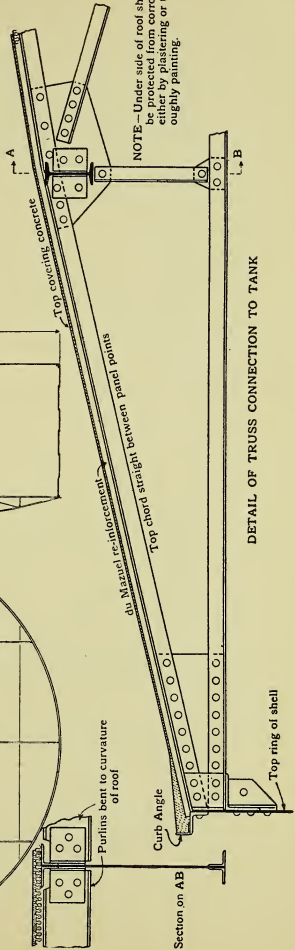 A
NOTE—Under side of roof sh
be protected from corro
either by plastering or t
oughly painting.
B
Top covering concrete
du Mazuel re-inforcement
Top chord straight between panel points
Purlins bent to curvature
of roof
Curb Angle
Section on AB
Top ring of shell
DETAIL OF TRUSS CONNECTION TO TANK